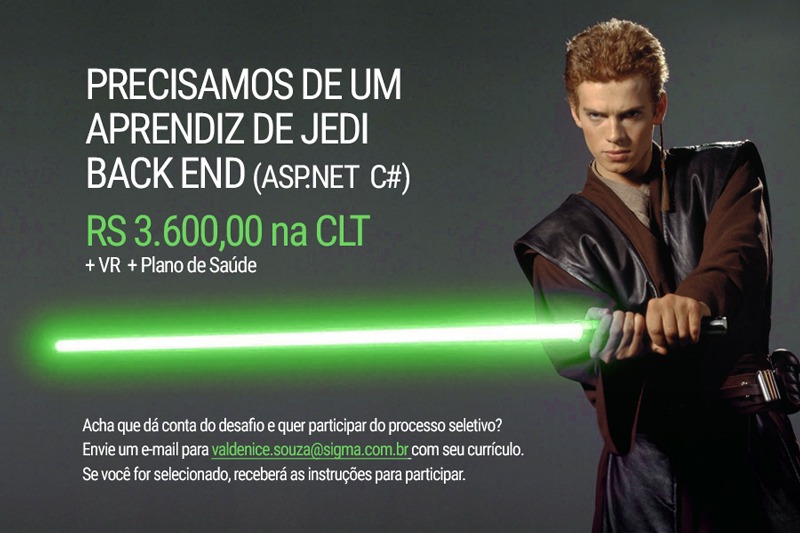 PRECISAMOS DE UM
APRENDIZ DE JEDI
BACK END (ASP.NET C#)
RS 3.600,00 na CLT
+ VR + Plano de Saúde
Acha que dá conta do desafio e quer participar do processo seletivo?
Envie um e-mail para valdenice.souza@sigma.com.br com seu currículo.
Se você for selecionado, receberá as instruções para participar.